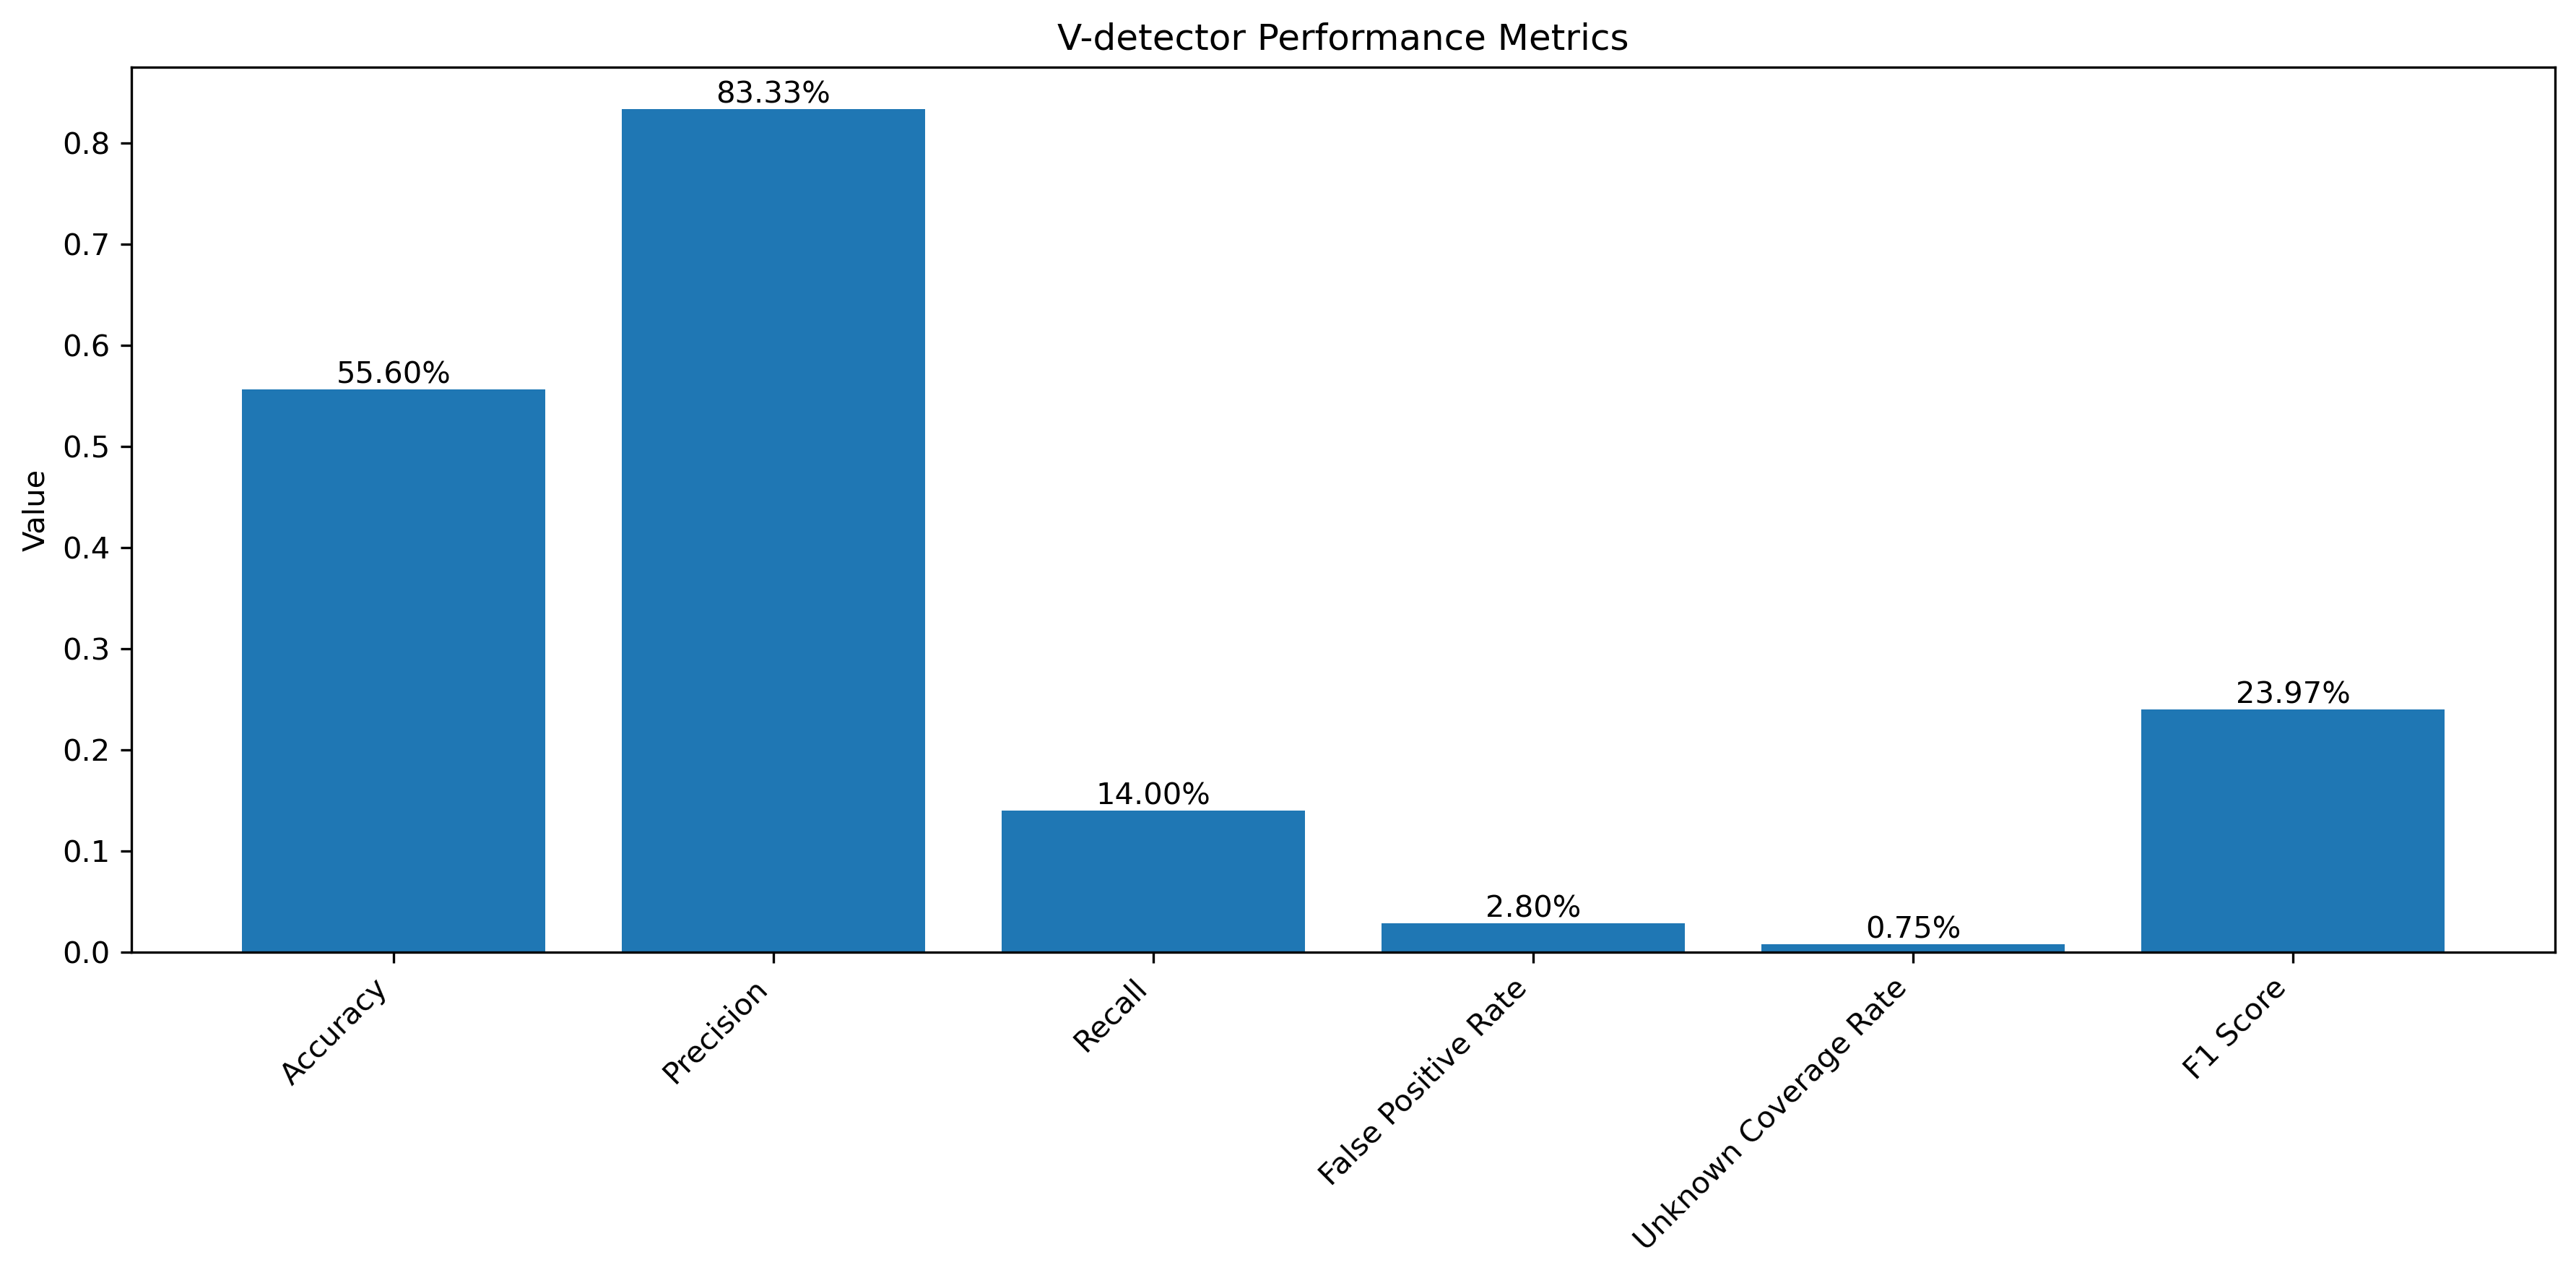 V-detector Performance Metrics
Value
0.8
0.7
0.6
0.5
0.4
0.3
0.2
0.1
0.0
55.60%
83.33%
14.00%
2.80%
0.75%
23.97%
Accuracy
Precision
Recall
False Positive Rate
Unknown Coverage Rate
F1 Score